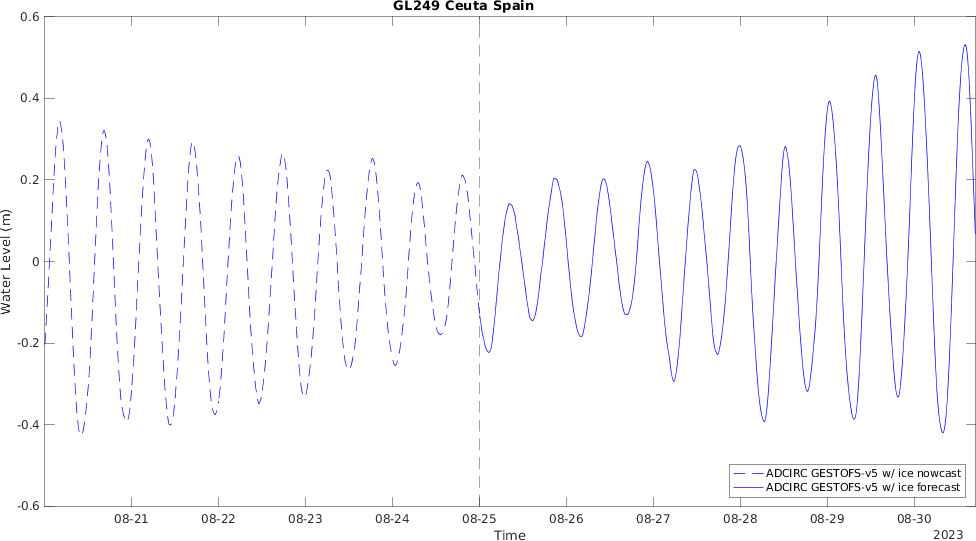 GL249 Ceuta Spain
0.6
0.4
0.2
0
-0.2
-0.4
-0.6
Water Level (m)
08-21 08-22 08-23 08-24 08-25 08-26 08-27 08-28 08-29 08-30
Time
2023
ADCIRC GESTOFS-v5 w/ ice nowcast
ADCIRC GESTOFS-v5 w/ ice forecast